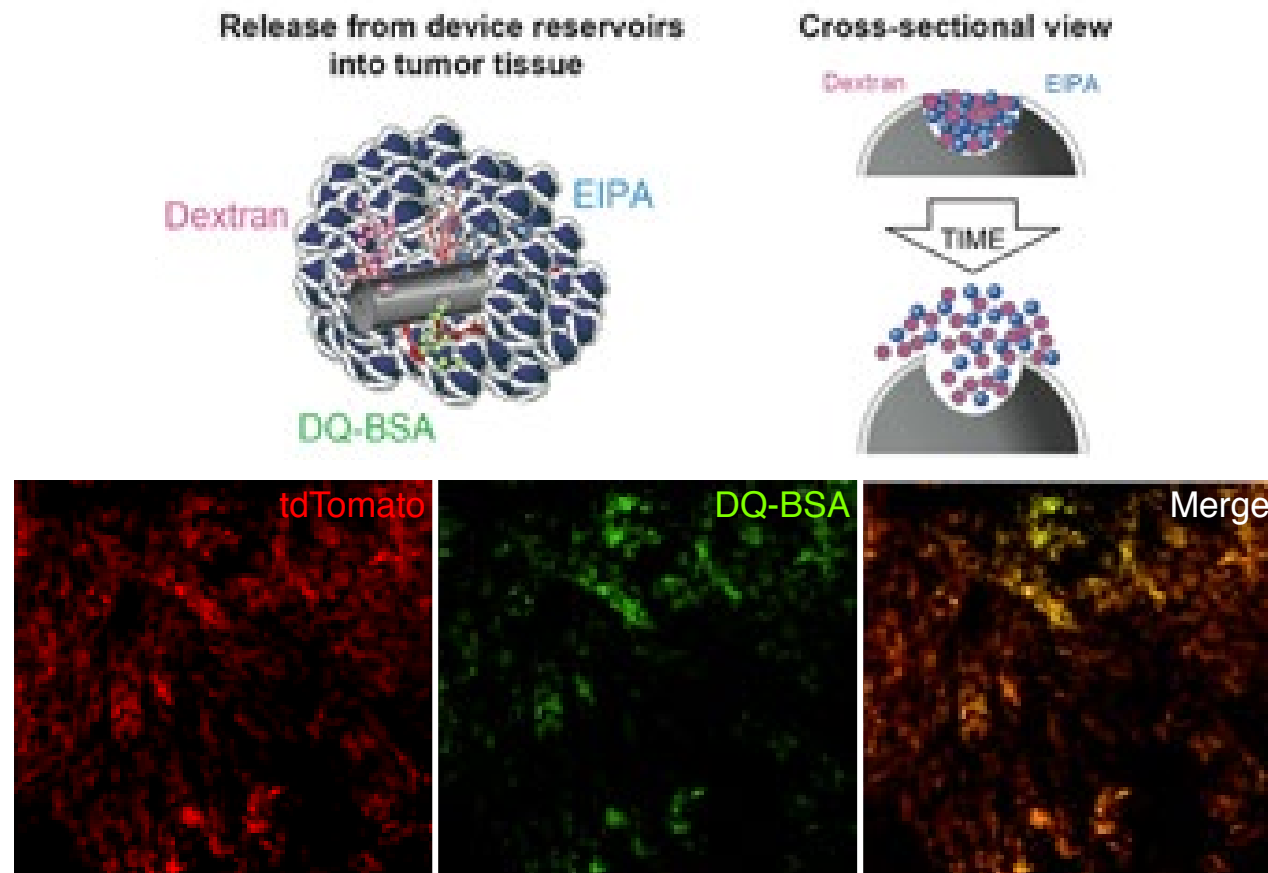 Release from device reservoirs
into tumor tissue
Dextran
EIPA
DQ-BSA
Cross-sectional view
Dextran
EIPA
TIME
tdTomato
DQ-BSA
Merge